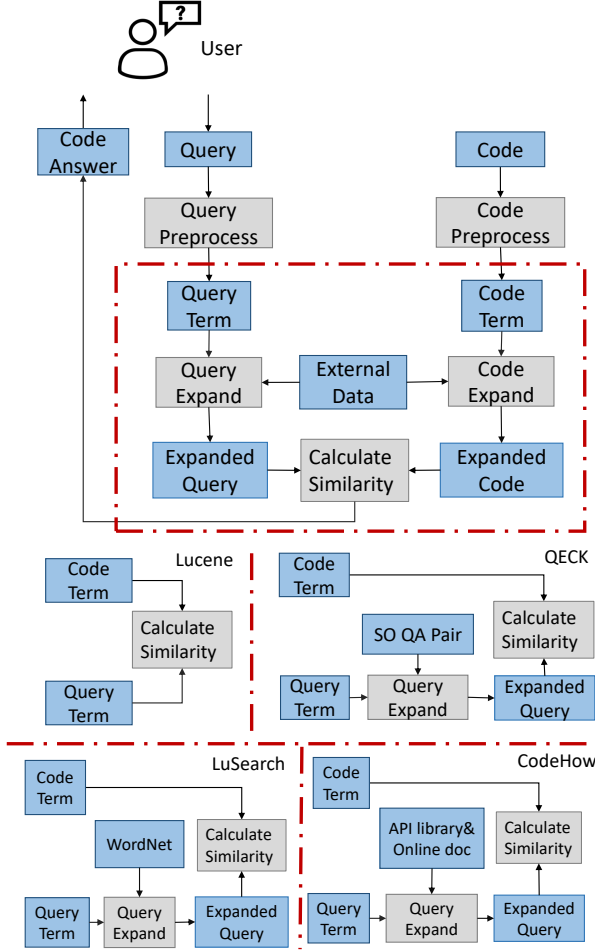 ?
User
Code
Answer
Query
Code
Query
Preprocess
Code
Preprocess
Query
Term
Code
Term
Query
Expand
External
Data
Code
Expand
Expanded
Query
Calculate
Similarity
Expanded
Code
Lucene
Code
Term
Calculate
Similarity
Query
Term
QECK
Code
Term
Calculate
Similarity
SO QA Pair
Query
Term
Query
Expand
Expanded
Query
LuSearch
Code
Term
Calculate
Similarity
WordNet
Query
Term
Query
Expand
Expanded
Query
CodeHow
Code
Term
Calculate
Similarity
API library&
Online doc
Query
Term
Query
Expand
Expanded
Query